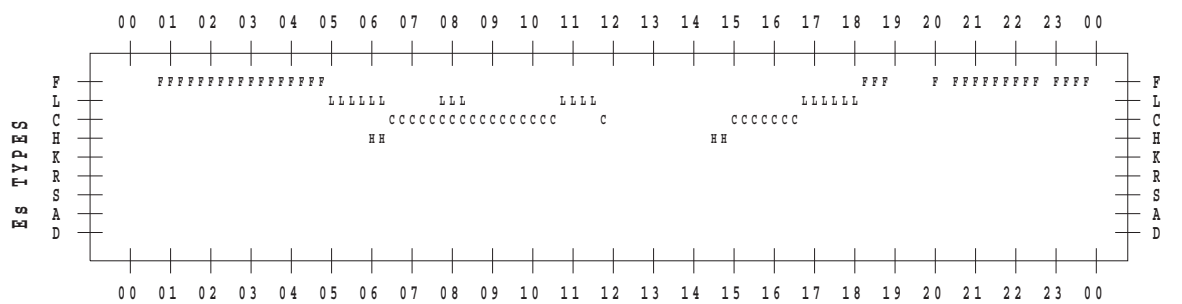 00 01 02 03 04 05 06 07 08 09 10 11 12 13 14 15 16 17 18 19 20 21 22 23 00
F FFFFFFFFFFFFFFFFF FFF F FFFFFFFFF FFFF F
L LLLLLL LLL LLLL LLLLLL L
C CCCCCCCCCCCCCCCCC C CCCCCCC C
H HH HH H
K K
R R
S S
A A
D D
Es TYPES
00 01 02 03 04 05 06 07 08 09 10 11 12 13 14 15 16 17 18 19 20 21 22 23 00